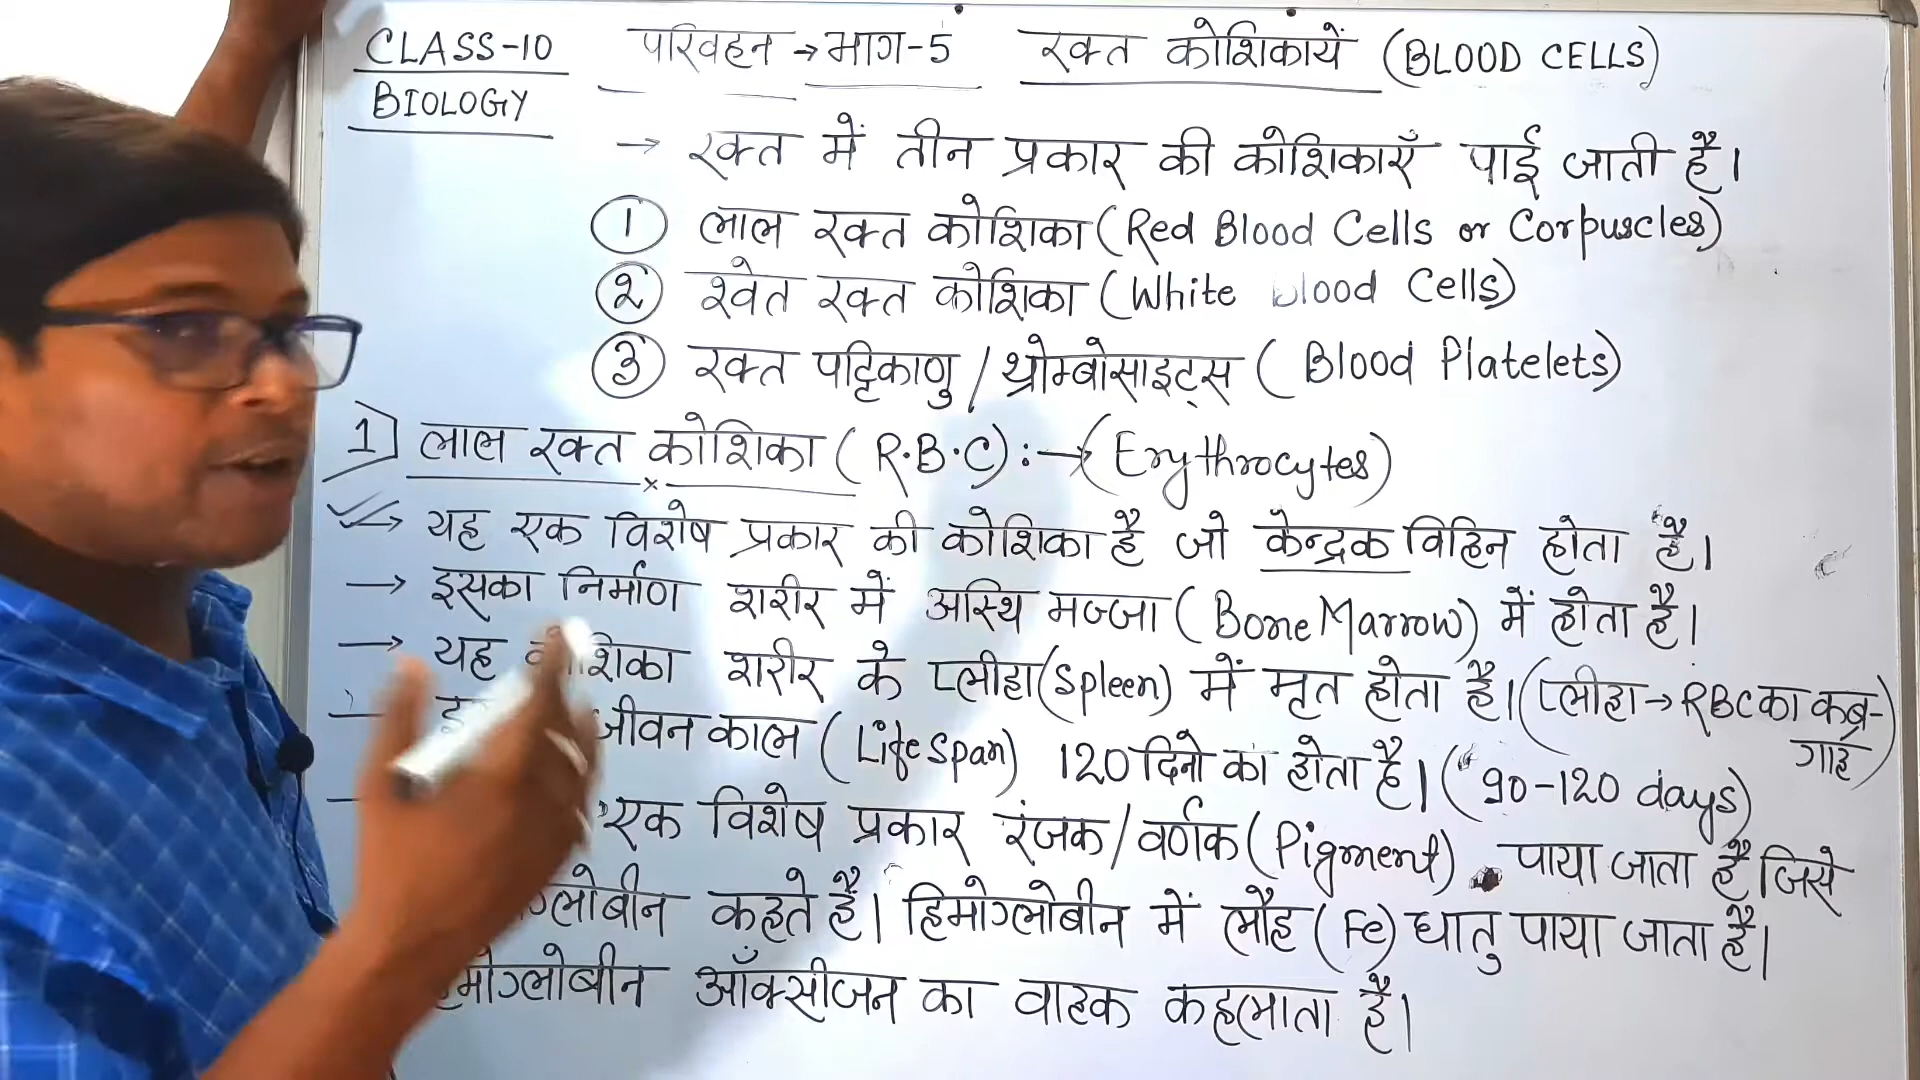 CLASS-10 परिवहन → भाग-5 रक्त कोशिकायें (BLOOD CELLS)
BIOLOGY
→ रक्त में तीन प्रकार की कोशिकाएँ पाई जाती है।
① लाल रक्त कोशिका (Red Blood Cells or Corpuscles)
② श्वेत रक्त कोशिका (White Blood Cells)
③ रक्त पट्टिकाणु / थ्रोम्बोसाइट्स ( Blood Platelets)
1] लाल रक्त कोशिका ( R.B.C) :→ (Erythrocytes)
→ यह एक विशेष प्रकार की कोशिका है जो केन्द्रक विहिन होता है।
→ इसका निर्माण शरीर में अस्थि मज्जा ( Bone Marrow) में होता है।
→ यह कोशिका शरीर के प्लीहा (Spleen) में मृत होता है। (प्लीहा → RBC का कब्र-
गाह)
जीवन काल ( Life span) 120 दिनो का होता है। ( 90-120 days)
एक विशेष प्रकार रंजक / वर्णक ( Pigment) पाया जाता है जिसे
ग्लोबीन कहते हैं। हिमोग्लोबीन में लौह ( Fe) धातु पाया जाता है।
मोग्लोबीन ऑक्सीजन का वाहक कहलाता है।